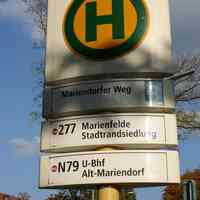 H
Mariendorfer Weg
277 Marienfelde
Stadtrandsiedlung
N79 U-Bhf
Alt-Mariendorf